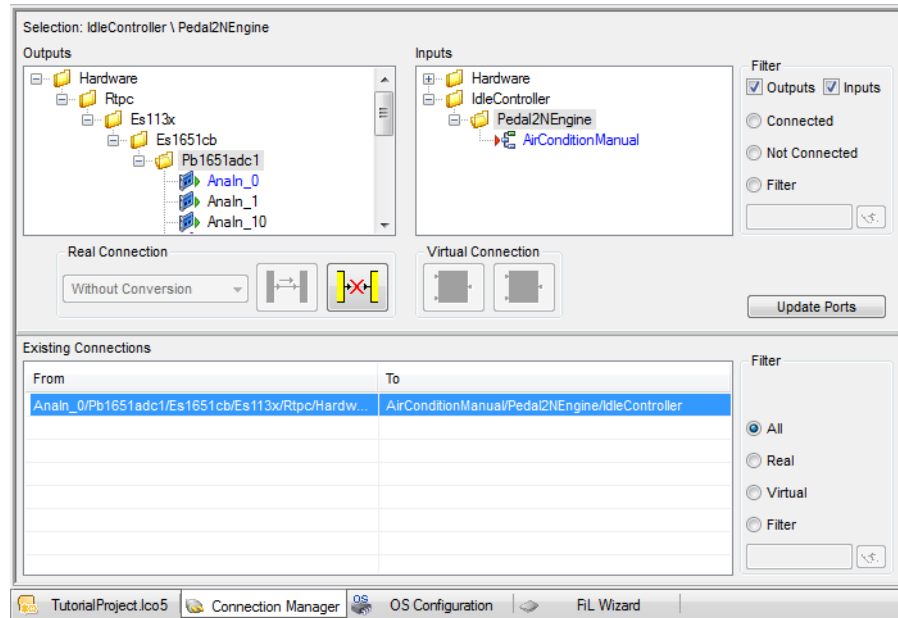 Selection: IdleController \ Pedal2NEngine
Outputs
Hardware
Rtpc
Es113x
Es1651cb
Pb1651adc1
AnaIn_0
AnaIn_1
AnaIn_10
Inputs
Hardware
IdleController
Pedal2NEngine
AirConditionManual
Filter
Outputs Inputs
Connected
Not Connected
Filter
Real Connection
Without Conversion
Virtual Connection
Update Ports
Existing Connections
From To
AnaIn_0/Pb1651adc1/Es1651cb/Es113x/Rtpc/Hardw... AirConditionManual/Pedal2NEngine/IdleController
Filter
All
Real
Virtual
Filter
TutorialProject.lco5 Connection Manager OS OS Configuration FiL Wizard